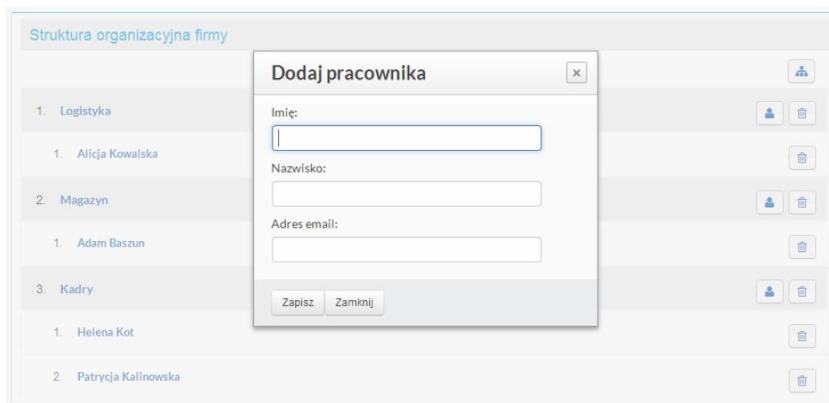 Struktura organizacyjna firmy
Dodaj pracownika
×
1. Logistyka
Imię:
1. Alicja Kowalska
Nazwisko:
2. Magazyn
Adres email:
1. Adam Baszun
3. Kadry
Zapisz Zamknij
1. Helena Kot
2. Patrycja Kalinowska